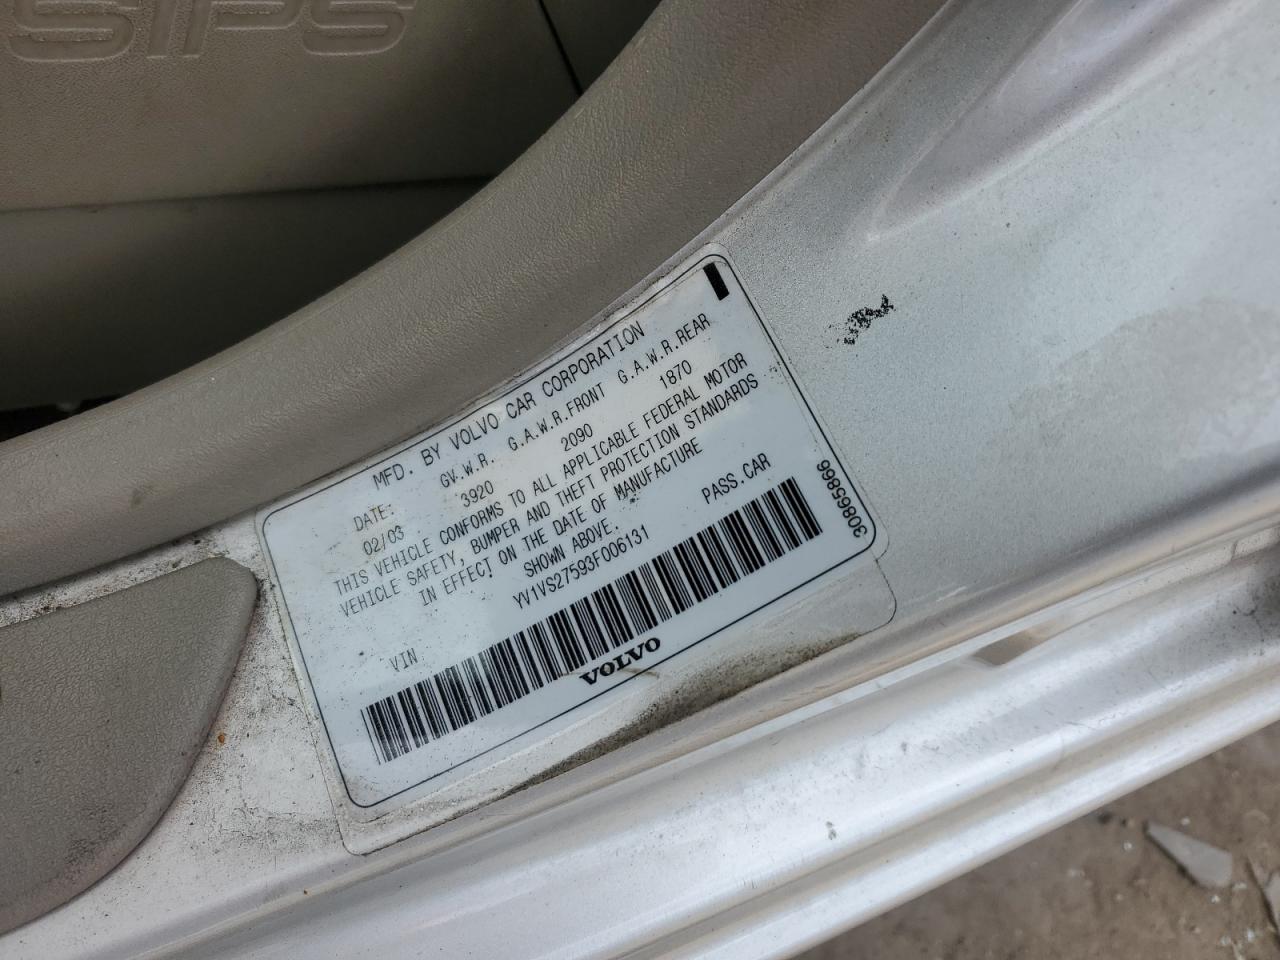 SIPS
MFD. BY VOLVO CAR CORPORATION
DATE: GV.W.R. G.A.W.R.FRONT G.A.W.R.REAR
02/03 3920 2090 1870
THIS VEHICLE CONFORMS TO ALL APPLICABLE FEDERAL MOTOR
VEHICLE SAFETY, BUMPER AND THEFT PROTECTION STANDARDS
IN EFFECT ON THE DATE OF MANUFACTURE
SHOWN ABOVE.
VIN YV1VS27593F006131 PASS.CAR
VOLVO
30865866